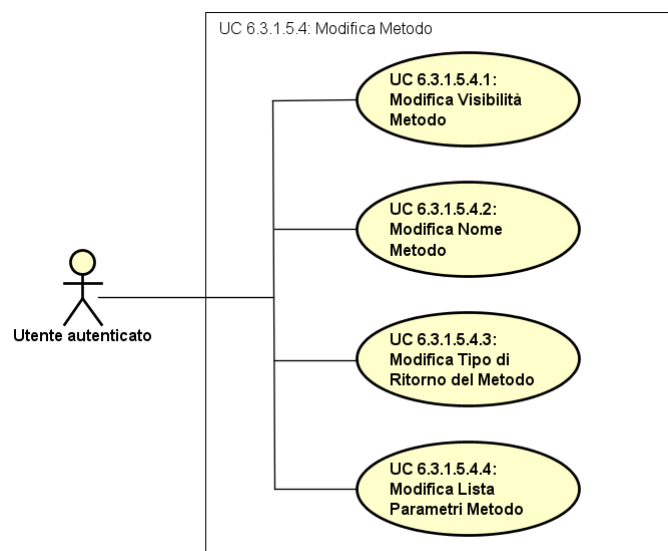 UC 6.3.1.5.4: Modifica Metodo
UC 6.3.1.5.4.1:
Modifica Visibilità
Metodo
UC 6.3.1.5.4.2:
Modifica Nome
Metodo
Utente autenticato
UC 6.3.1.5.4.3:
Modifica Tipo di
Ritorno del Metodo
UC 6.3.1.5.4.4:
Modifica Lista
Parametri Metodo